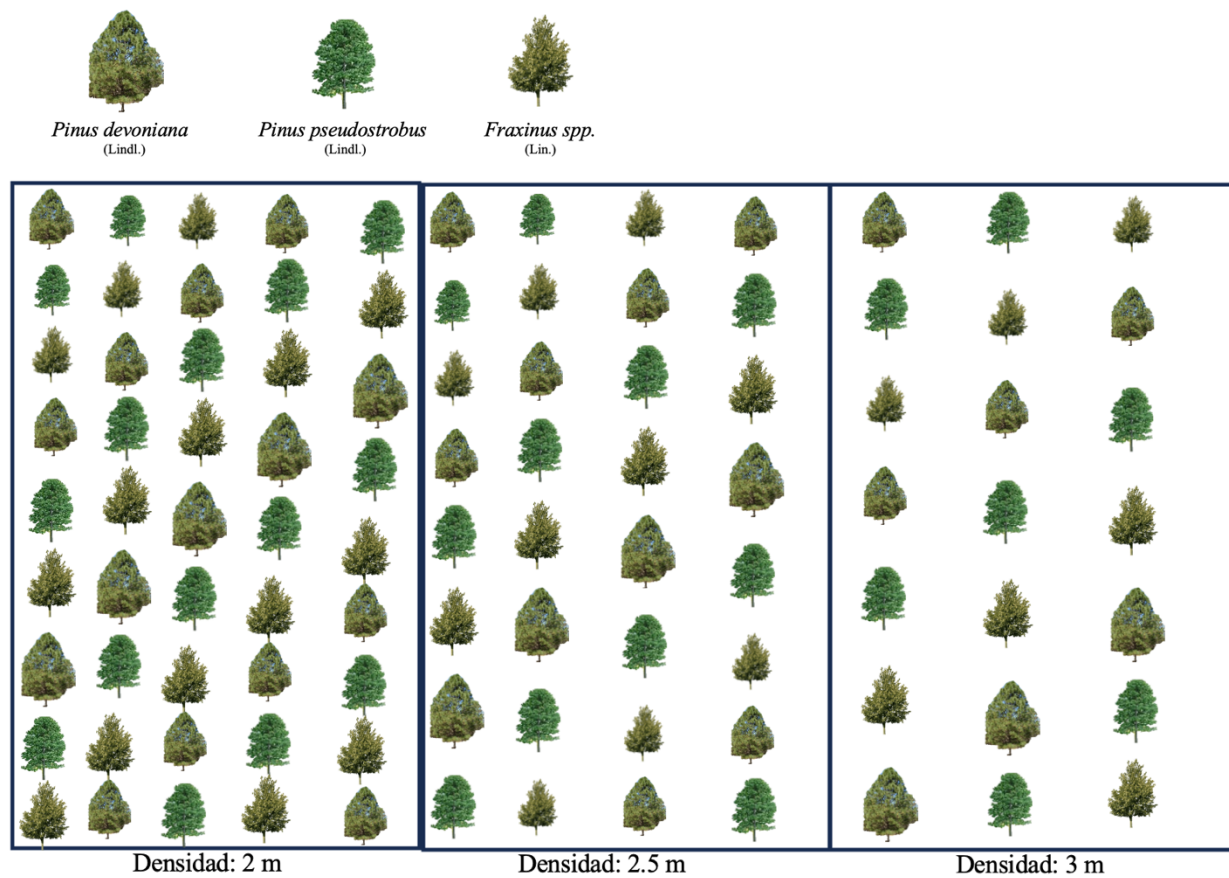 Pinus devoniana
(Lindl.)
Pinus pseudostrobus
(Lindl.)
Fraxinus spp.
(Lin.)
Densidad: 2 m
Densidad: 2.5 m
Densidad: 3 m